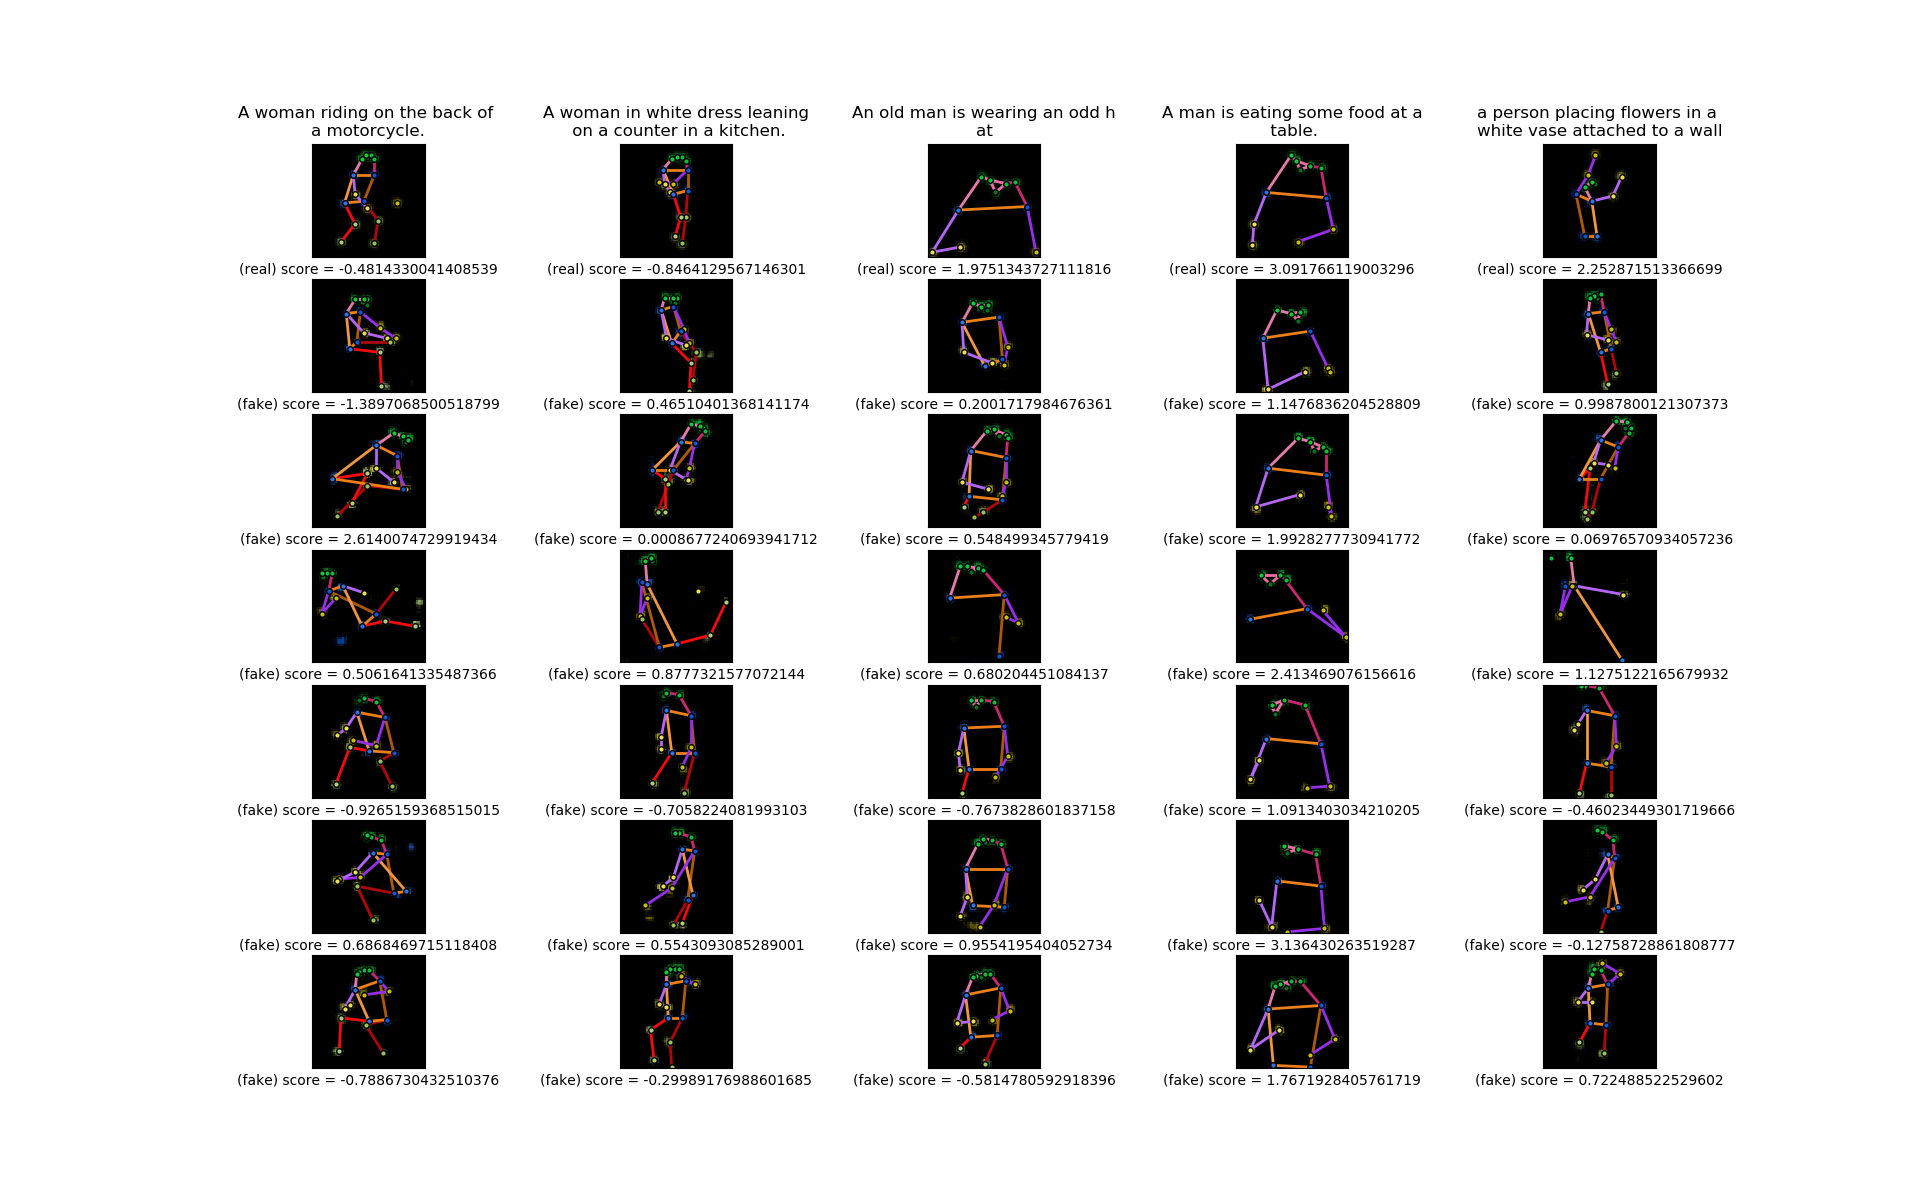 A woman riding on the back of
a motorcycle.
A woman in white dress leaning
on a counter in a kitchen.
An old man is wearing an odd h
at
A man is eating some food at a
table.
a person placing flowers in a
white vase attached to a wall
(real) score = -0.4814330041408539
(real) score = -0.8464129567146301
(real) score = 1.9751343727111816
(real) score = 3.091766119003296
(real) score = 2.252871513366699
(fake) score = -1.3897068500518799
(fake) score = 0.46510401368141174
(fake) score = 0.2001717984676361
(fake) score = 1.1476836204528809
(fake) score = 0.9987800121307373
(fake) score = 2.6140074729919434
(fake) score = 0.0008677240693941712
(fake) score = 0.548499345779419
(fake) score = 1.9928277730941772
(fake) score = 0.06976570934057236
(fake) score = 0.5061641335487366
(fake) score = 0.8777321577072144
(fake) score = 0.680204451084137
(fake) score = 2.413469076156616
(fake) score = 1.1275122165679932
(fake) score = -0.9265159368515015
(fake) score = -0.7058224081993103
(fake) score = -0.7673828601837158
(fake) score = 1.0913403034210205
(fake) score = -0.46023449301719666
(fake) score = 0.6868469715118408
(fake) score = 0.5543093085289001
(fake) score = 0.9554195404052734
(fake) score = 3.136430263519287
(fake) score = -0.12758728861808777
(fake) score = -0.7886730432510376
(fake) score = -0.29989176988601685
(fake) score = -0.5814780592918396
(fake) score = 1.7671928405761719
(fake) score = 0.722488522529602